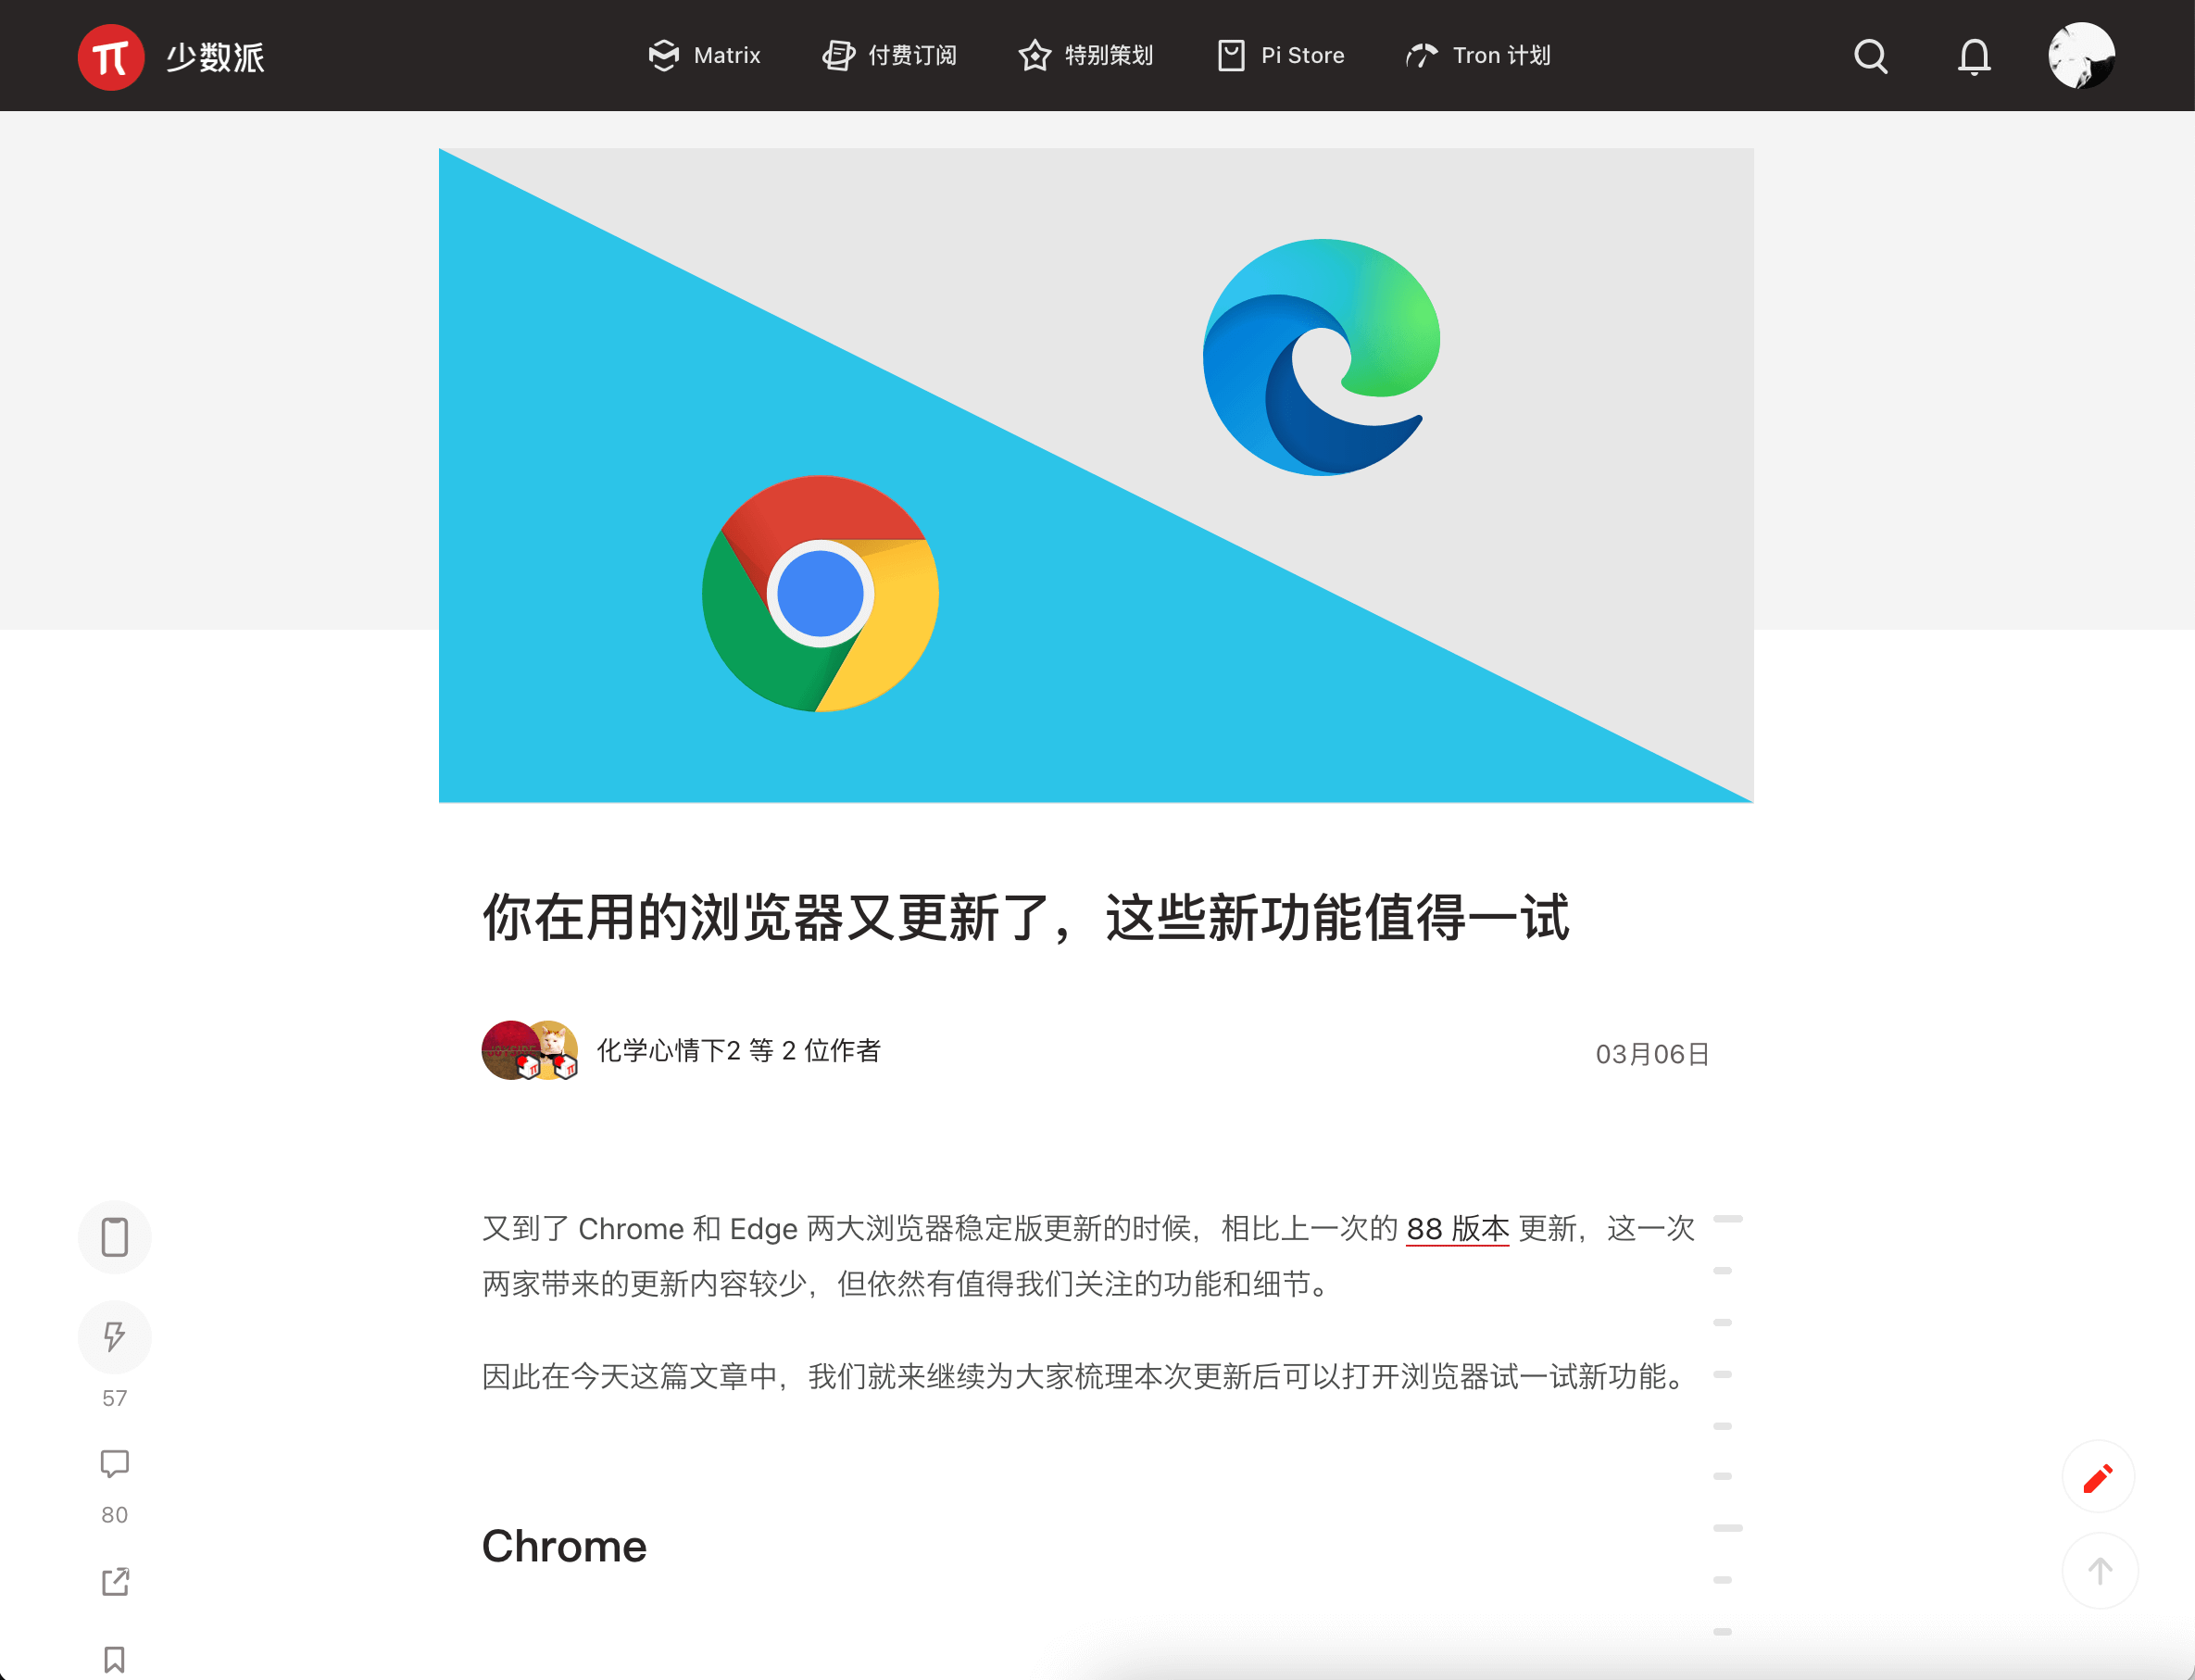 少数派
Matrix
付费订阅
特别策划
Pi Store
Tron 计划
你在用的浏览器又更新了，这些新功能值得一试
化学心情下2 等 2 位作者
03月06日
又到了 Chrome 和 Edge 两大浏览器稳定版更新的时候，相比上一次的 88 版本 更新，这一次
两家带来的更新内容较少，但依然有值得我们关注的功能和细节。
因此在今天这篇文章中，我们就来继续为大家梳理本次更新后可以打开浏览器试一试新功能。
57
80
Chrome